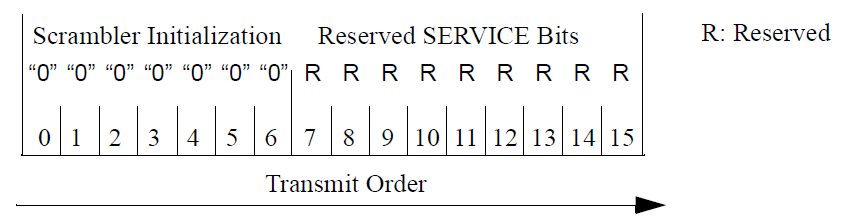 Scrambler Initialization Reserved SERVICE Bits R: Reserved
“0” “0” “0” “0” “0” “0” “0” R R R R R R R R R
0 1 2 3 4 5 6 7 8 9 10 11 12 13 14 15
Transmit Order